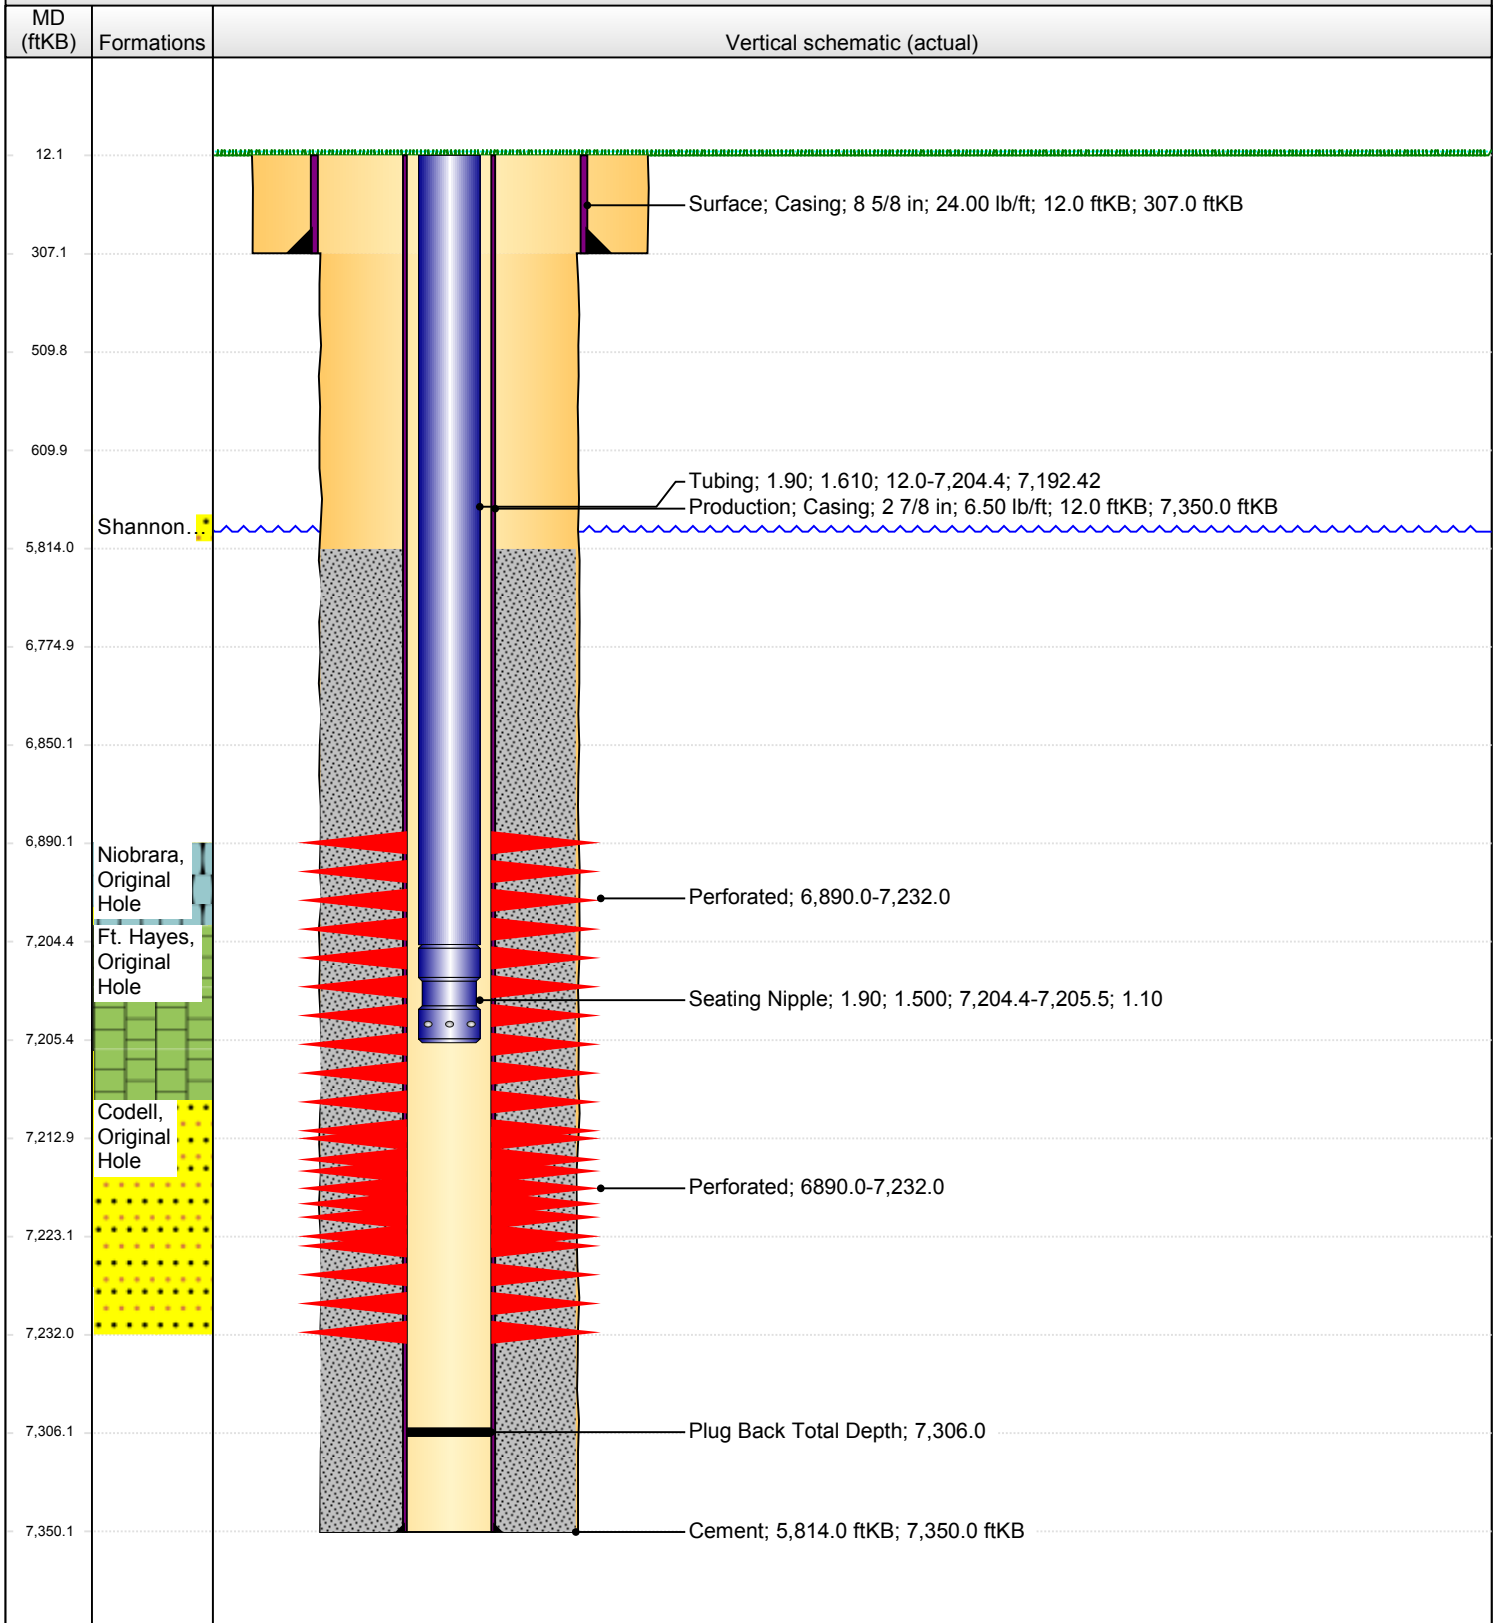 MD
(ftKB)
Formations
Vertical schematic (actual)
12.1
Surface; Casing; 8 5/8 in; 24.00 lb/ft; 12.0 ftKB; 307.0 ftKB
307.1
509.8
609.9
Tubing; 1.90; 1.610; 12.0-7,204.4; 7,192.42
Production; Casing; 2 7/8 in; 6.50 lb/ft; 12.0 ftKB; 7,350.0 ftKB
Shannon...
5,814.0
6,774.9
6,850.1
6,890.1
Niobrara,
Original
Hole
Perforated; 6,890.0-7,232.0
7,204.4
Ft. Hayes,
Original
Hole
Seating Nipple; 1.90; 1.500; 7,204.4-7,205.5; 1.10
7,205.4
Codell,
Original
Hole
7,212.9
Perforated; 6890.0-7,232.0
7,223.1
7,232.0
7,306.1
Plug Back Total Depth; 7,306.0
7,350.1
Cement; 5,814.0 ftKB; 7,350.0 ftKB